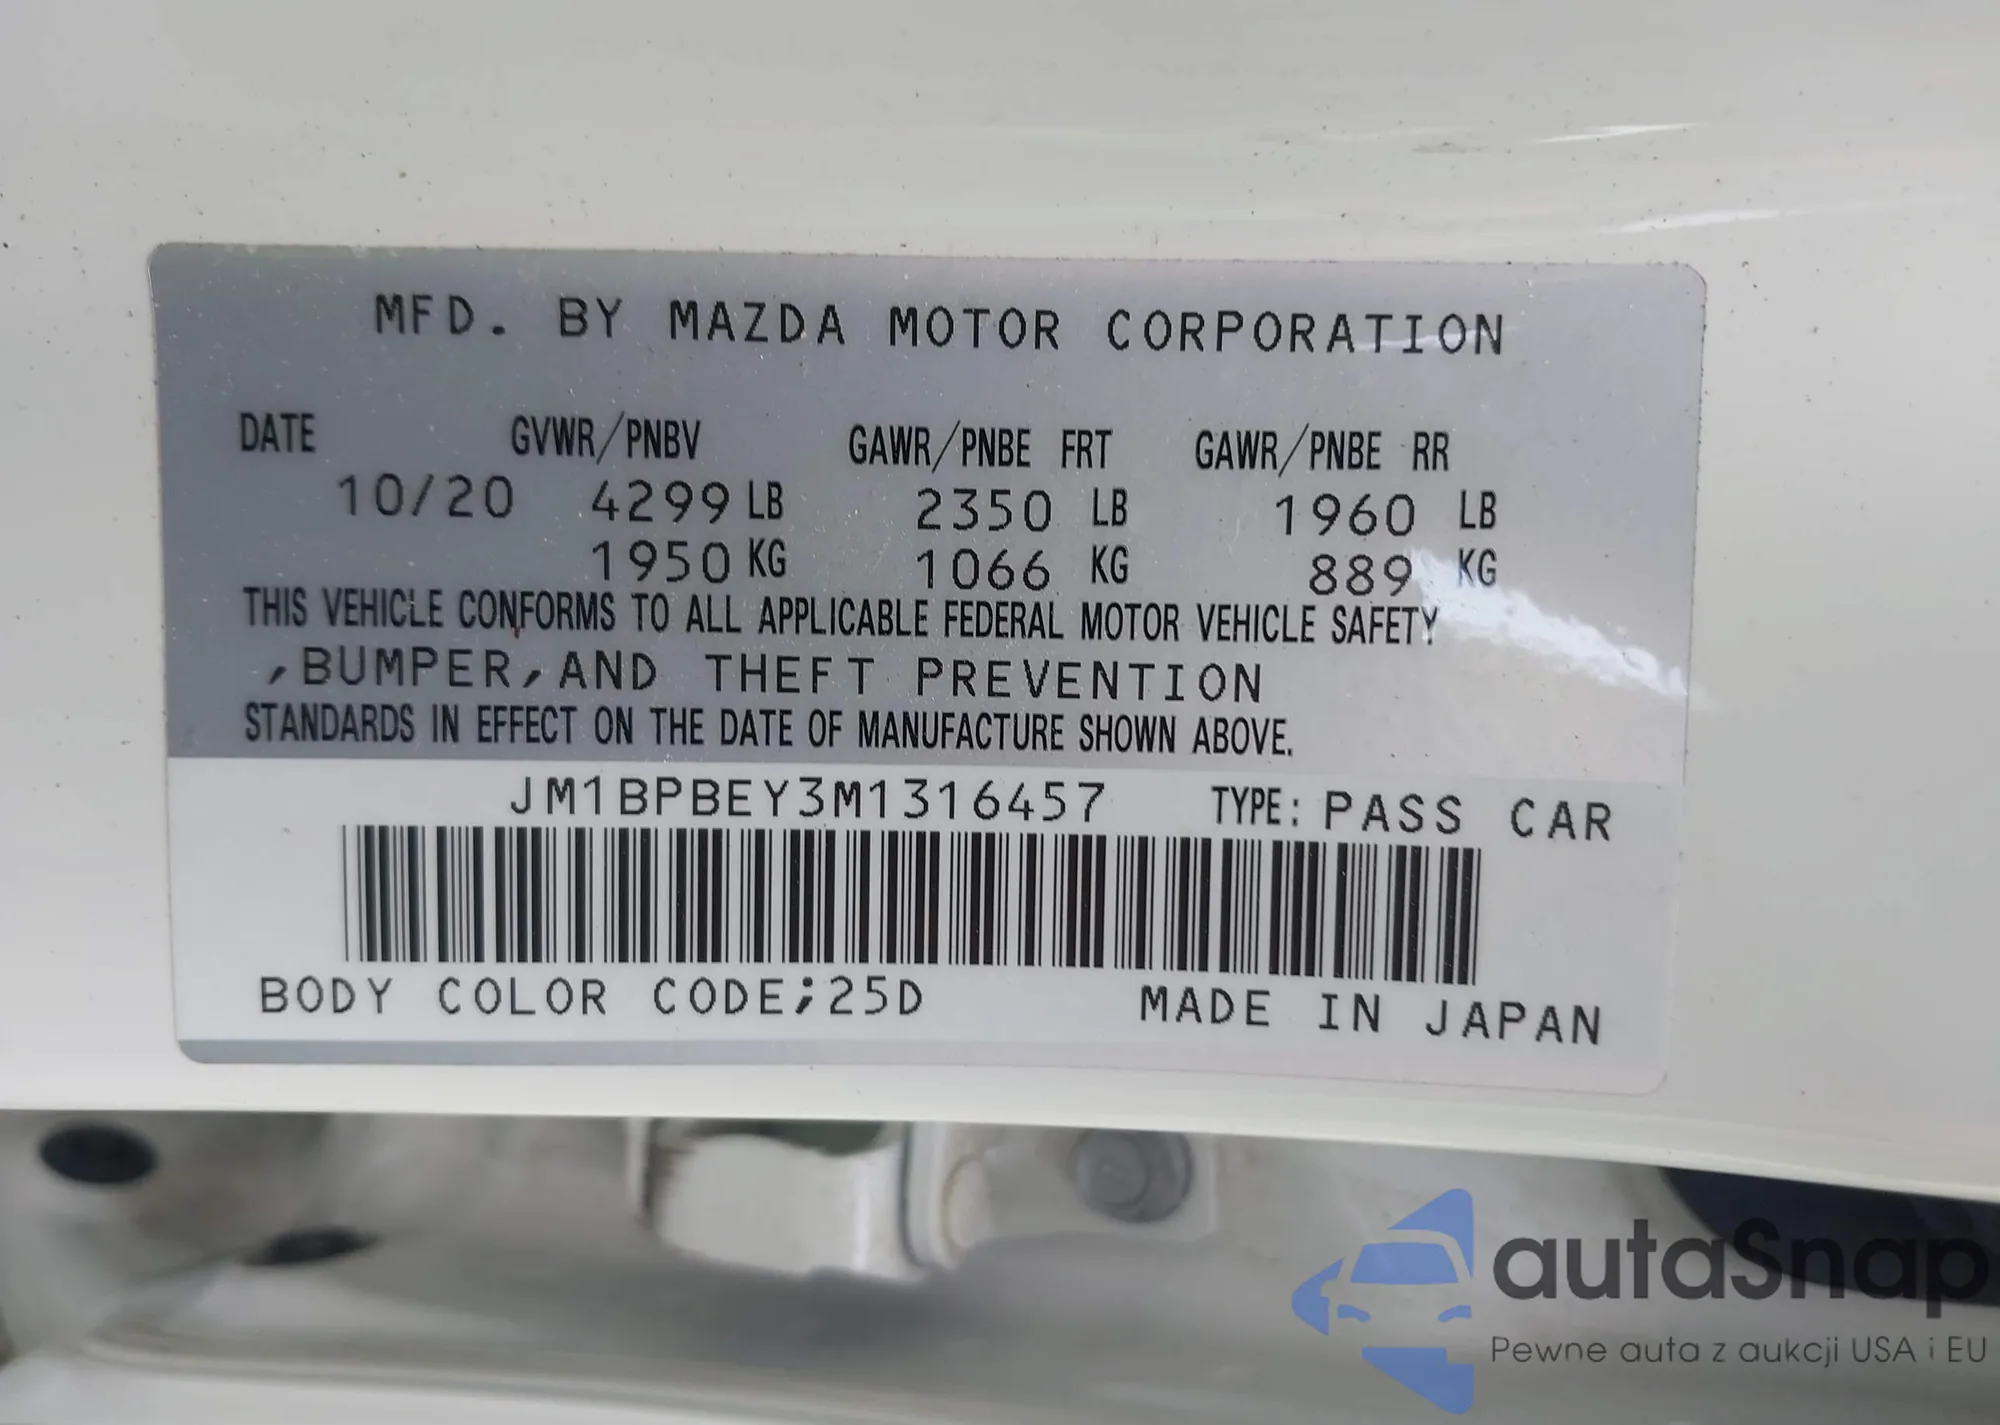 MFD. BY MAZDA MOTOR CORPORATION
DATE GVWR/PNBV GAWR/PNBE FRT GAWR/PNBE RR
10/20 4299 LB 2350 LB 1960 LB
1950 KG 1066 KG 889 KG
THIS VEHICLE CONFORMS TO ALL APPLICABLE FEDERAL MOTOR VEHICLE SAFETY
,BUMPER,AND THEFT PREVENTION
STANDARDS IN EFFECT ON THE DATE OF MANUFACTURE SHOWN ABOVE.
JM1BPBEY3M1316457 TYPE: PASS CAR
BODY COLOR CODE;25D MADE IN JAPAN
autaSnap
Pewne auta z aukcji USA i EU